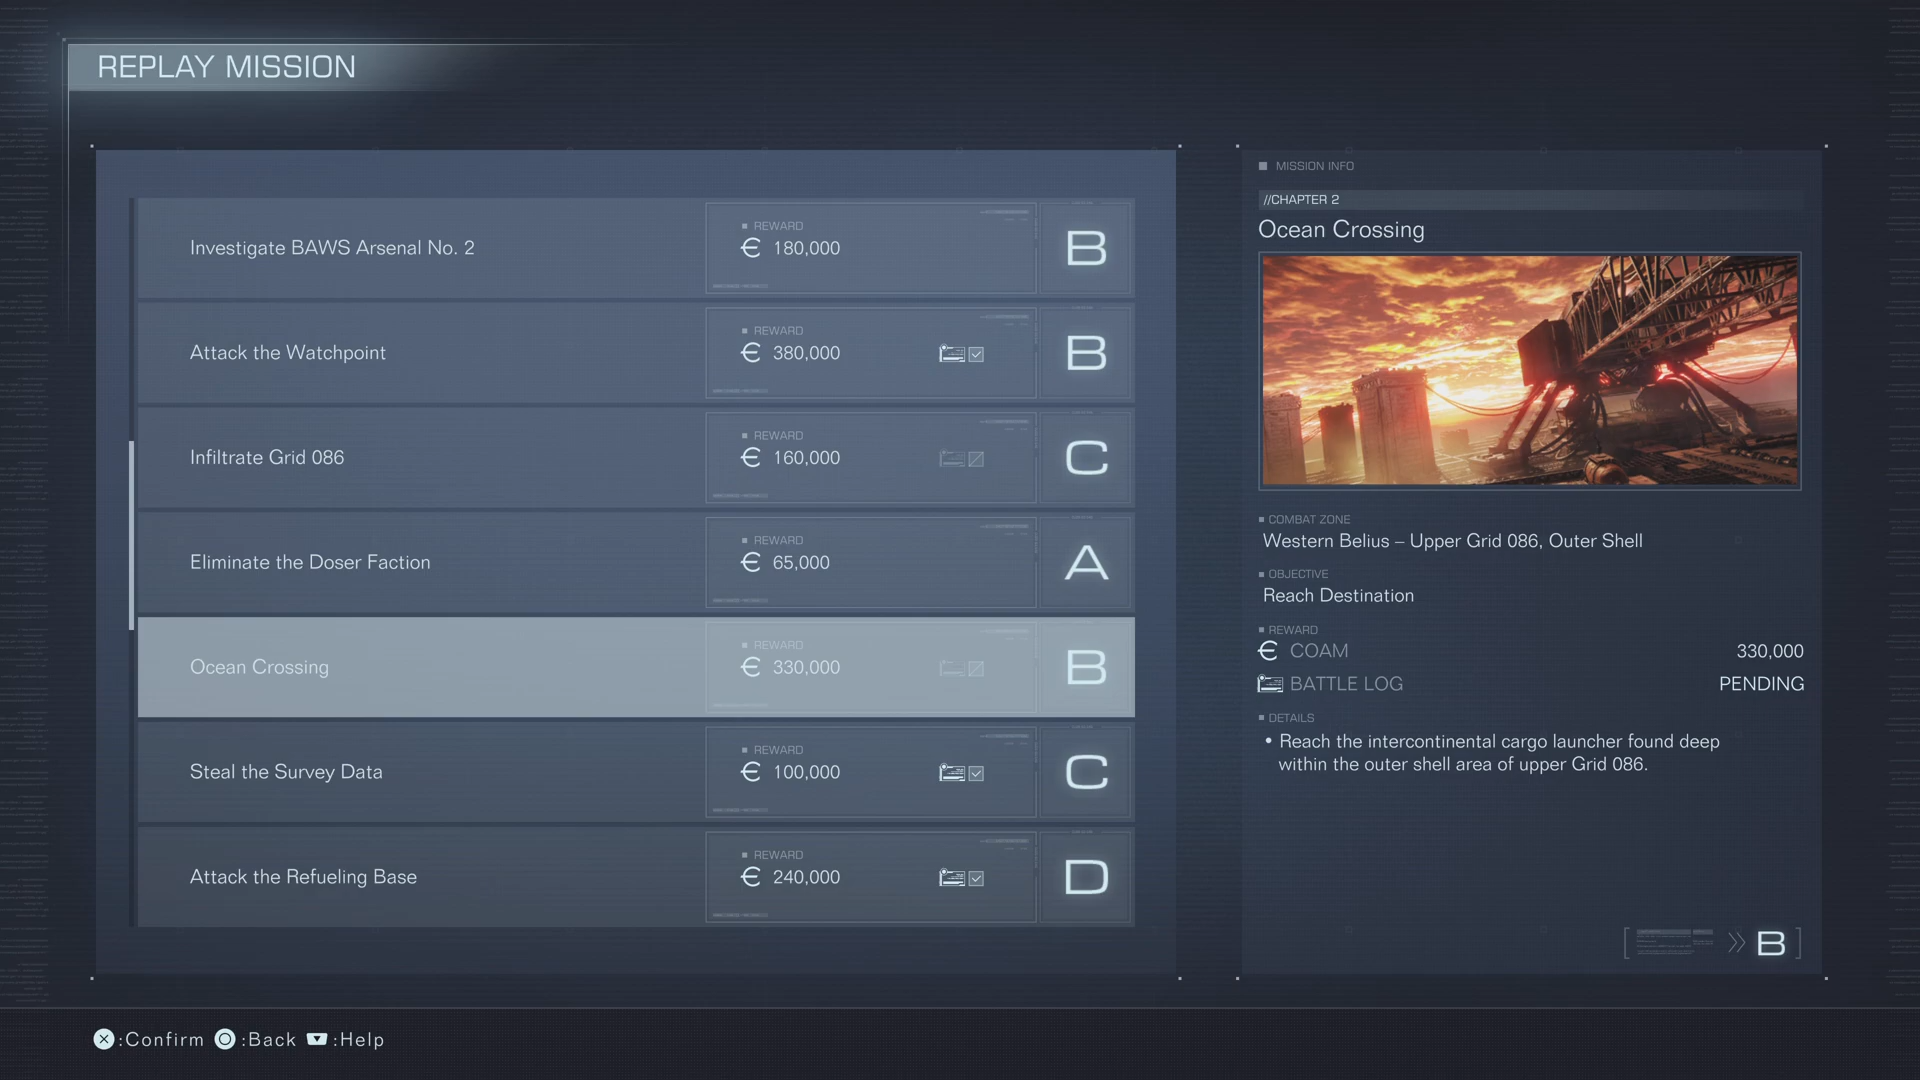 REPLAY MISSION
Investigate BAWS Arsenal No. 2
REWARD
180,000
B
Attack the Watchpoint
REWARD
380,000
B
Infiltrate Grid 086
REWARD
160,000
C
Eliminate the Doser Faction
REWARD
65,000
A
Ocean Crossing
REWARD
330,000
B
Steal the Survey Data
REWARD
100,000
C
Attack the Refueling Base
REWARD
240,000
D
MISSION INFO
//CHAPTER 2
Ocean Crossing
COMBAT ZONE
Western Belius – Upper Grid 086, Outer Shell
OBJECTIVE
Reach Destination
REWARD
COAM 330,000
BATTLE LOG PENDING
DETAILS
• Reach the intercontinental cargo launcher found deep
within the outer shell area of upper Grid 086.
B
:Confirm :Back :Help